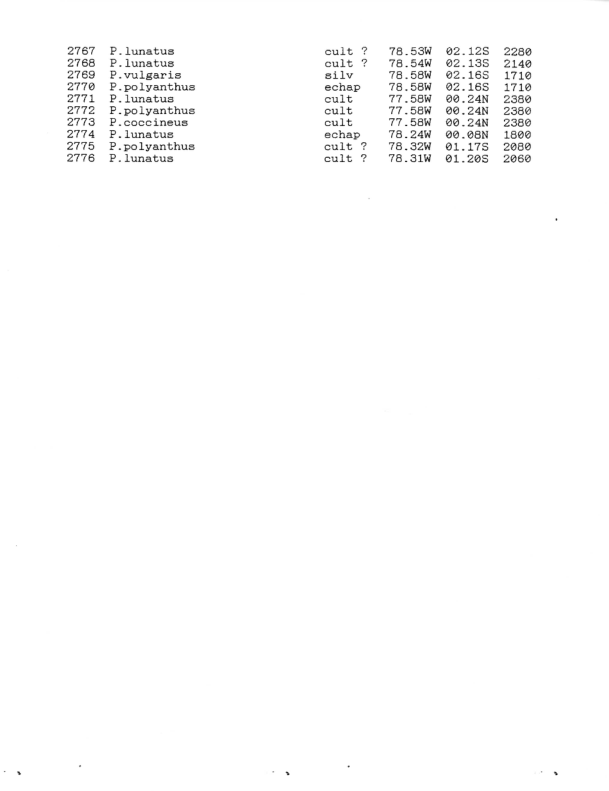 2767 P.lunatus cult ? 78.53W 02.12S 2280
2768 P.lunatus cult ? 78.54W 02.13S 2140
2769 P.vulgaris silv 78.58W 02.16S 1710
2770 P.polyanthus echap 78.58W 02.16S 1710
2771 P.lunatus cult 77.58W 00.24N 2380
2772 P.polyanthus cult 77.58W 00.24N 2380
2773 P.coccineus cult 77.58W 00.24N 2380
2774 P.lunatus echap 78.24W 00.08N 1800
2775 P.polyanthus cult ? 78.32W 01.17S 2080
2776 P.lunatus cult ? 78.31W 01.20S 2060